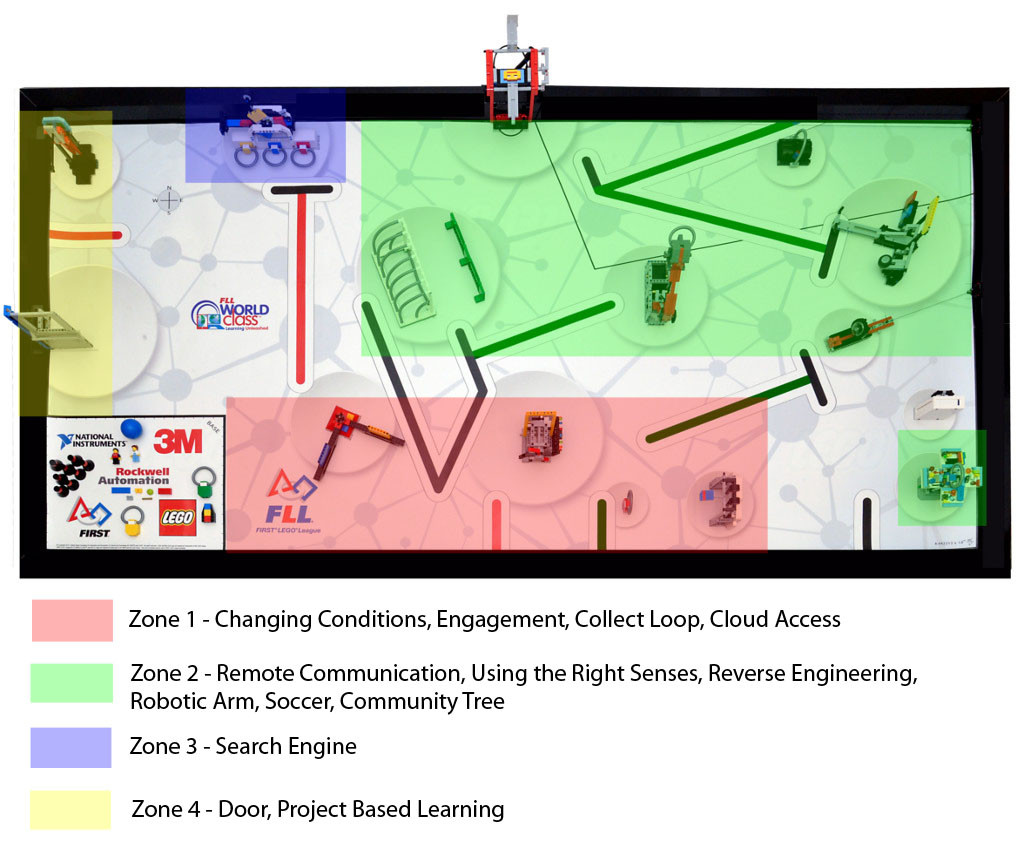 N
W E
S
FLL
WORLD
CLASS
Learning Unleashed
BASE
NATIONAL
INSTRUMENTS
3M
Rockwell
Automation
FIRST
LEGO
FLL
FIRST LEGO League
Zone 1 - Changing Conditions, Engagement, Collect Loop, Cloud Access
Zone 2 - Remote Communication, Using the Right Senses, Reverse Engineering,
Robotic Arm, Soccer, Community Tree
Zone 3 - Search Engine
Zone 4 - Door, Project Based Learning